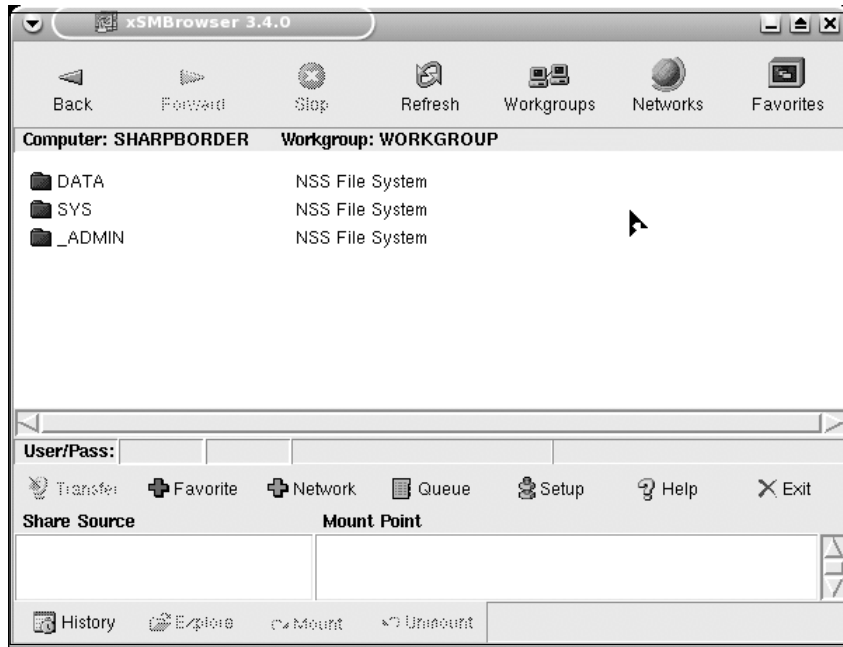 xSMBrowser 3.4.0
Back Forward Stop Refresh Workgroups Networks Favorites
Computer: SHARPBORDER Workgroup: WORKGROUP
DATA NSS File System
SYS NSS File System
_ADMIN NSS File System
User/Pass:
Transfer Favorite Network Queue Setup Help Exit
Share Source Mount Point
History Explore Mount Unmount